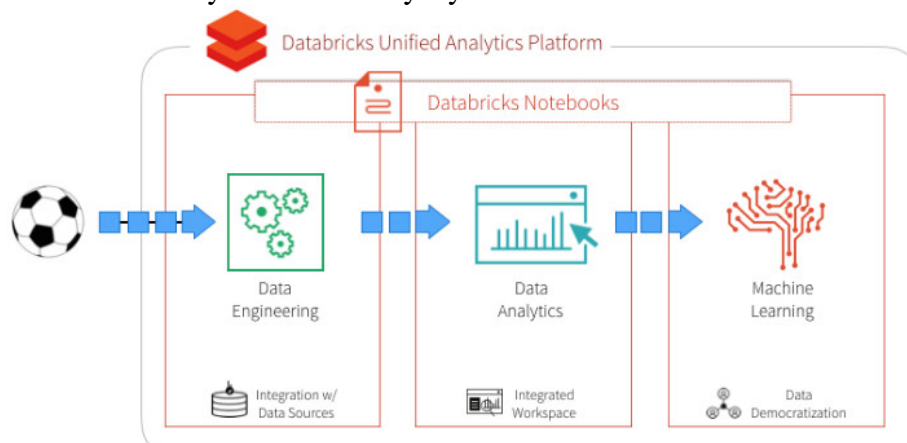 Databricks Unified Analytics Platform
Databricks Notebooks
Data
Engineering
Data
Analytics
Machine
Learning
Integration w/
Data Sources
Integrated
Workspace
Data
Democratization